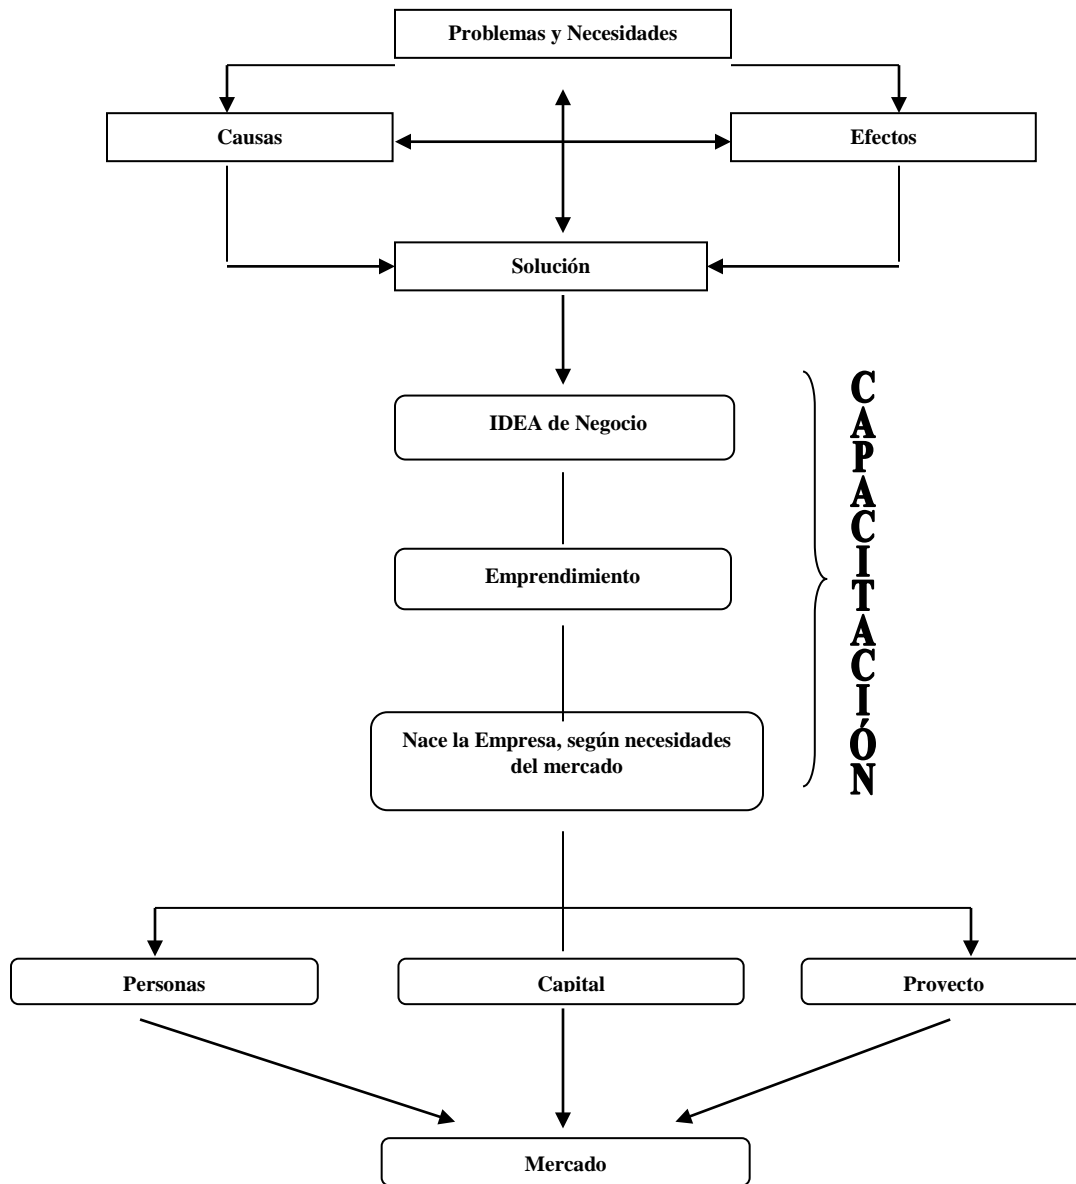 Problemas y Necesidades
Causas
Efectos
Solución
IDEA de Negocio
Emprendimiento
Nace la Empresa, según necesidades
del mercado
CAPACITACIÓN
Personas
Capital
Proyecto
Mercado